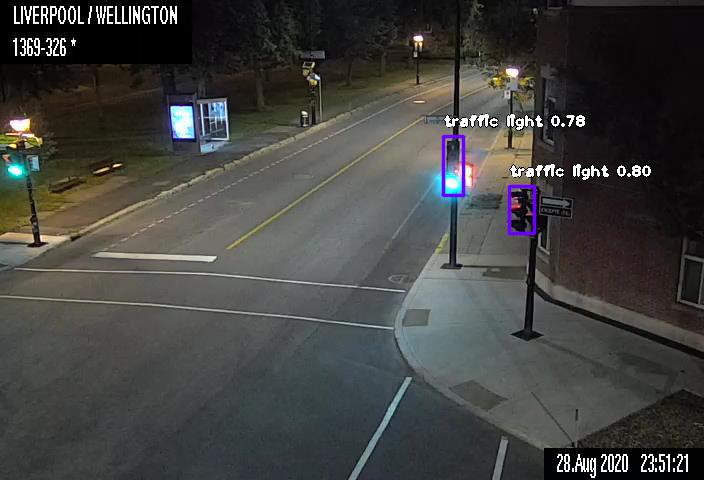 LIVERPOOL / WELLINGTON
1369-326 *
traffic light 0.78
traffic light 0.80
28.Aug 2020 23:51:21